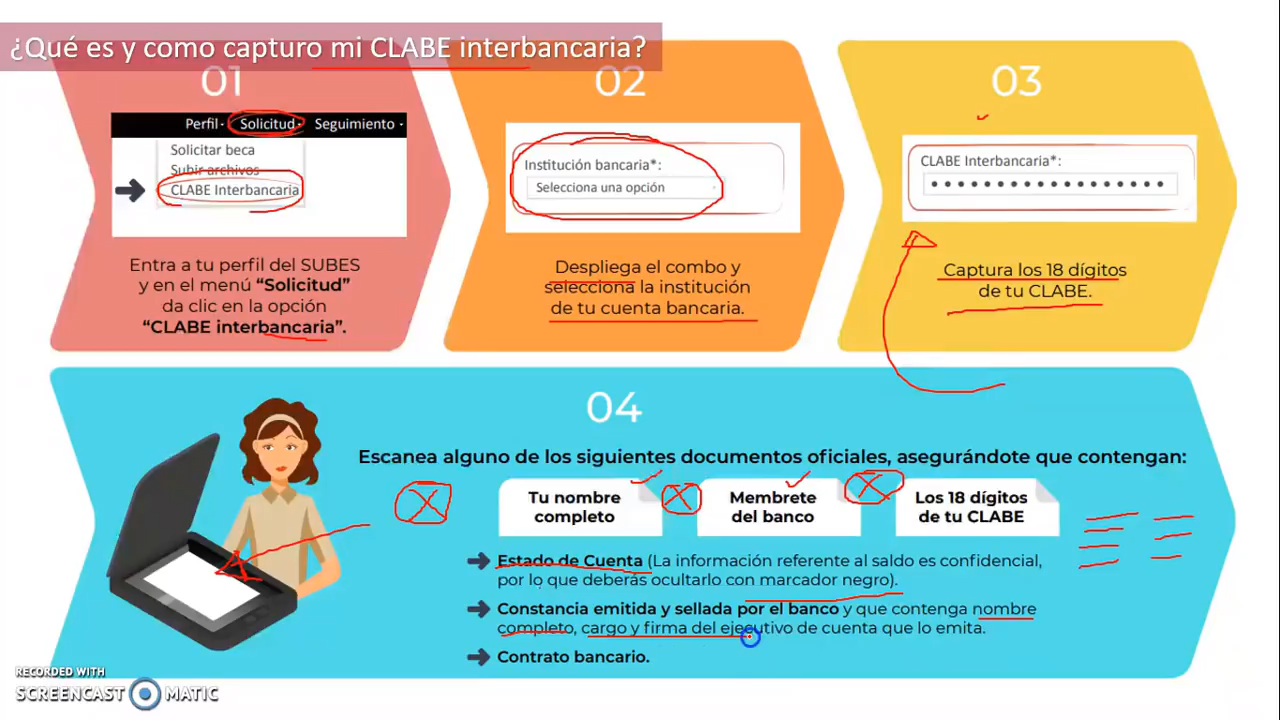 ¿Qué es y como capturo mi CLABE interbancaria?
01
Perfil Solicitud Seguimiento
Solicitar beca
Subir archivos
CLABE Interbancaria
Entra a tu perfil del SUBES
y en el menú “Solicitud”
da clic en la opción
“CLABE interbancaria”.
02
Institución bancaria*:
Selecciona una opción
Despliega el combo y
selecciona la institución
de tu cuenta bancaria.
03
CLABE Interbancaria*:
Captura los 18 dígitos
de tu CLABE.
04
Escanea alguno de los siguientes documentos oficiales, asegurándote que contengan:
Tu nombre
completo
Membrete
del banco
Los 18 dígitos
de tu CLABE
Estado de Cuenta (La información referente al saldo es confidencial,
por lo que deberás ocultarlo con marcador negro).
Constancia emitida y sellada por el banco y que contenga nombre
completo, cargo y firma del ejecutivo de cuenta que lo emita.
Contrato bancario.
RECORDED WITH
SCREENCAST MATIC